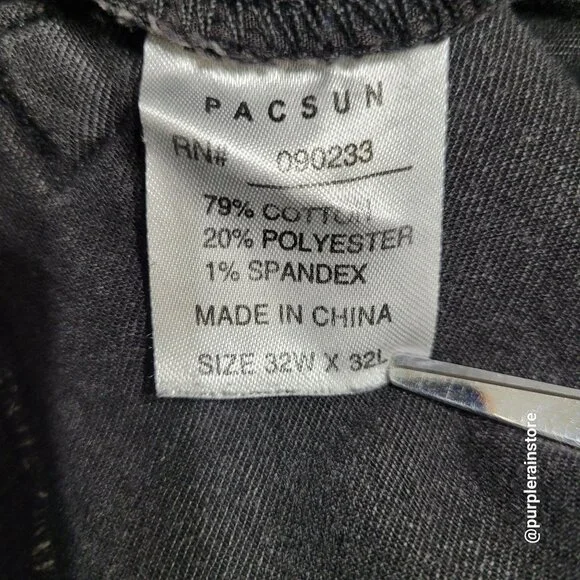 PACSUN
RN# 090233
79% COTTON
20% POLYESTER
1% SPANDEX
MADE IN CHINA
SIZE 32W X 32L
@purplerainstore